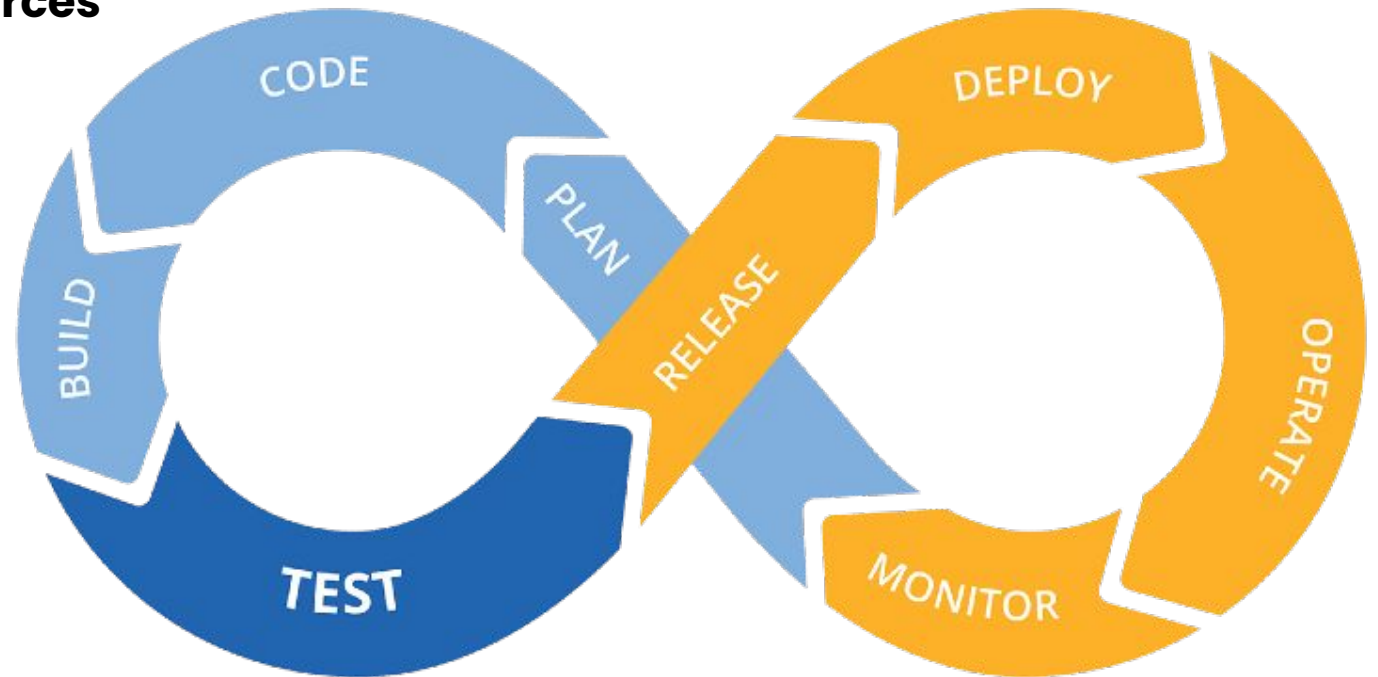 rces
CODE
DEPLOY
PLAN
RELEASE
BUILD
OPERATE
TEST
MONITOR